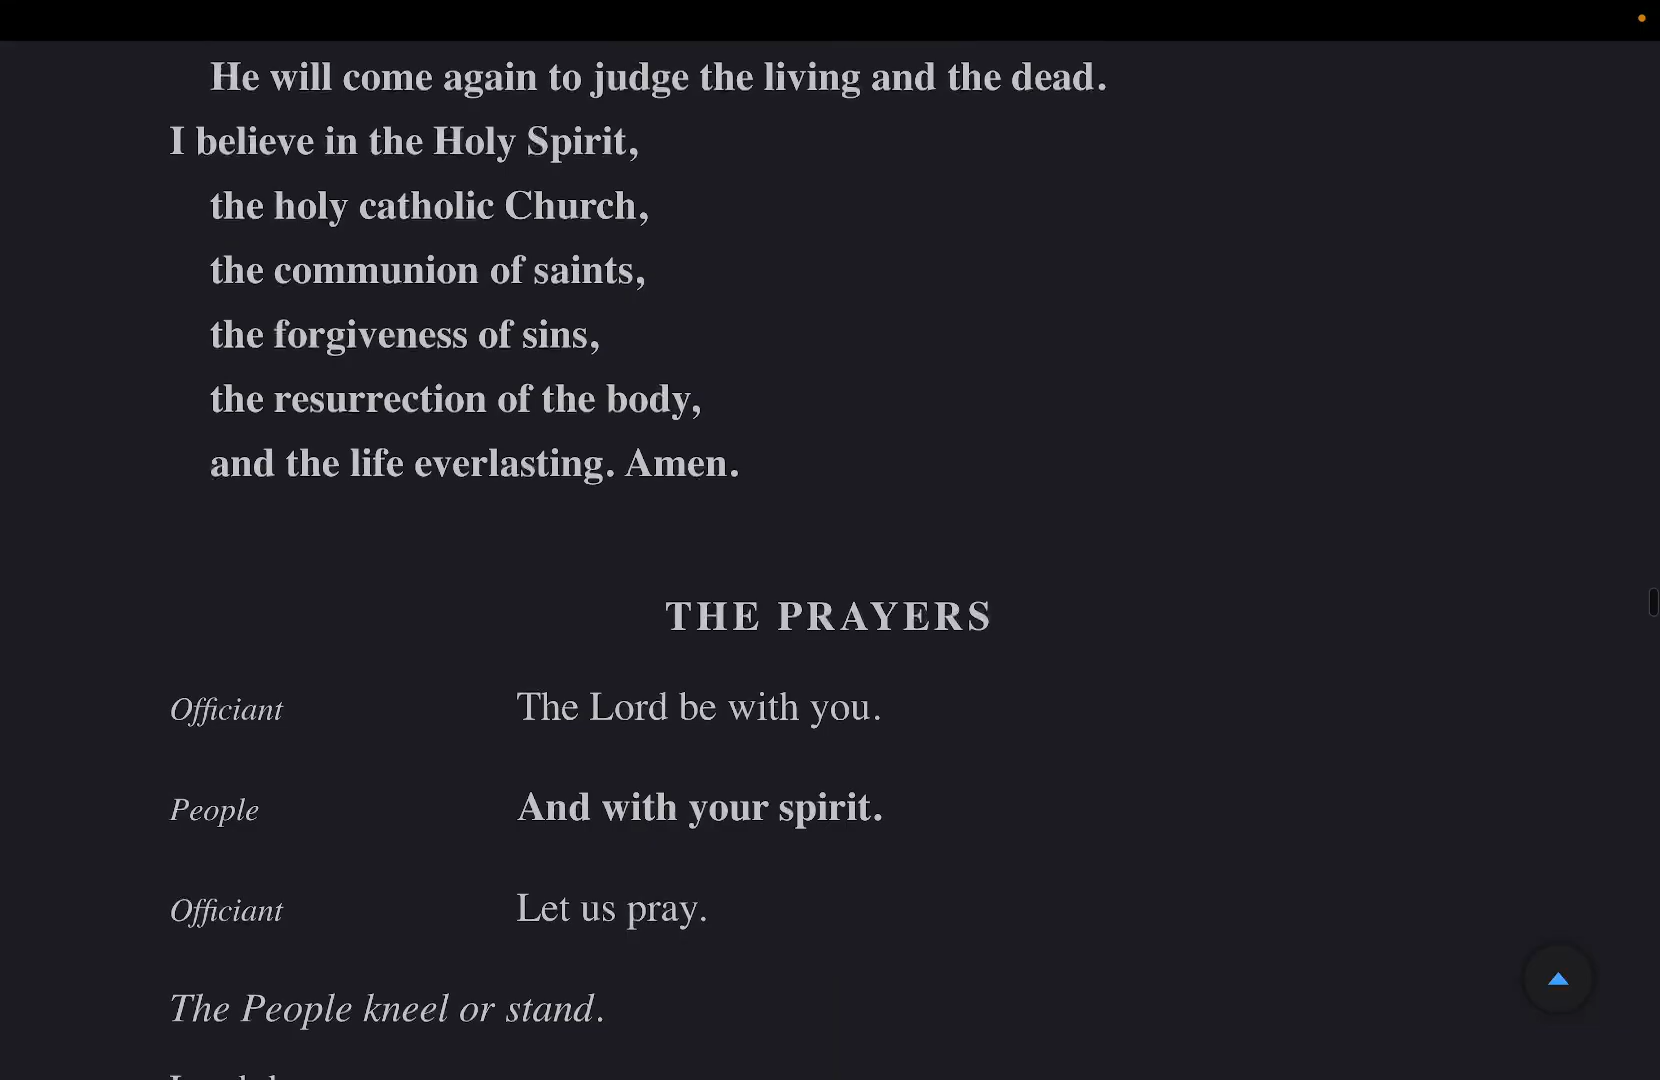 He will come again to judge the living and the dead.
I believe in the Holy Spirit,
the holy catholic Church,
the communion of saints,
the forgiveness of sins,
the resurrection of the body,
and the life everlasting. Amen.
THE PRAYERS
Officiant The Lord be with you.
People And with your spirit.
Officiant Let us pray.
The People kneel or stand.